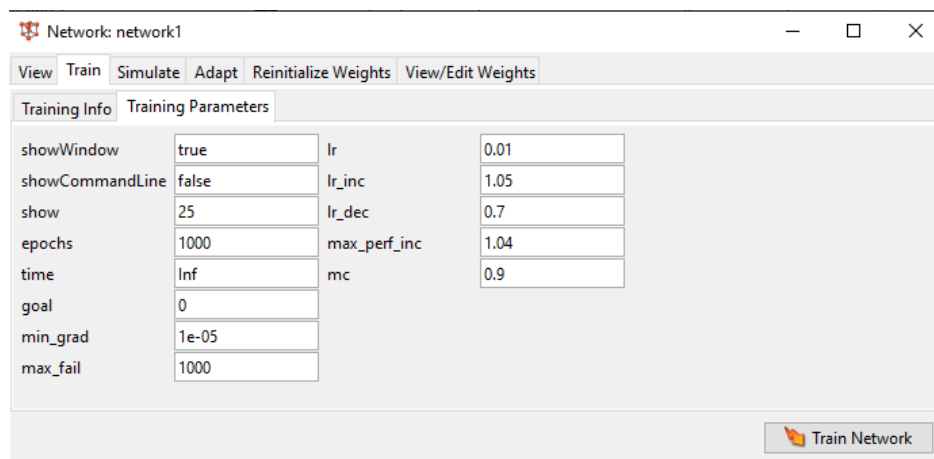 Network: network1
View Train Simulate Adapt Reinitialize Weights View/Edit Weights
Training Info Training Parameters
showWindow true lr 0.01
showCommandLine false lr_inc 1.05
show 25 lr_dec 0.7
epochs 1000 max_perf_inc 1.04
time Inf mc 0.9
goal 0
min_grad 1e-05
max_fail 1000
Train Network